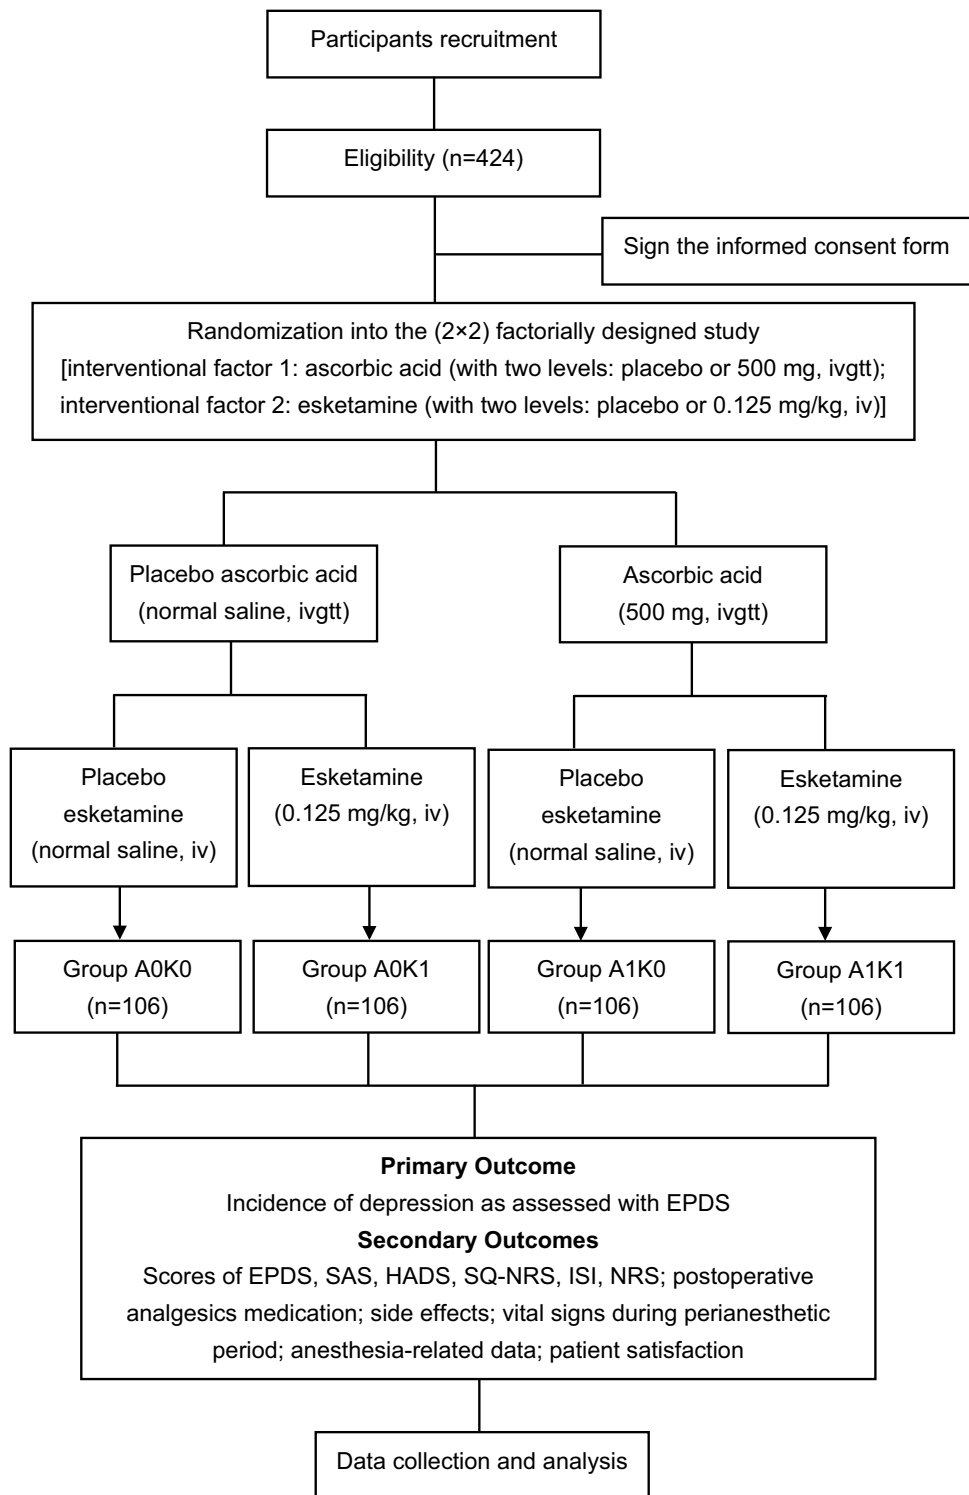 Participants recruitment
Eligibility (n=424)
Sign the informed consent form
Randomization into the (2×2) factorially designed study
[interventional factor 1: ascorbic acid (with two levels: placebo or 500 mg, ivgtt);
interventional factor 2: esketamine (with two levels: placebo or 0.125 mg/kg, iv)]
Placebo ascorbic acid
(normal saline, ivgtt)
Ascorbic acid
(500 mg, ivgtt)
Placebo
esketamine
(normal saline, iv)
Esketamine
(0.125 mg/kg, iv)
Placebo
esketamine
(normal saline, iv)
Esketamine
(0.125 mg/kg, iv)
Group A0K0
(n=106)
Group A0K1
(n=106)
Group A1K0
(n=106)
Group A1K1
(n=106)
Primary Outcome
Incidence of depression as assessed with EPDS
Secondary Outcomes
Scores of EPDS, SAS, HADS, SQ-NRS, ISI, NRS; postoperative
analgesics medication; side effects; vital signs during perianesthetic
period; anesthesia-related data; patient satisfaction
Data collection and analysis